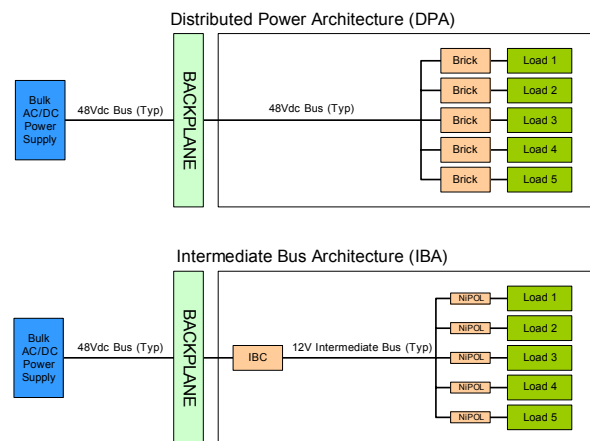 Distributed Power Architecture (DPA)
Bulk
AC/DC
Power
Supply
48Vdc Bus (Typ)
BACKPLANE
48Vdc Bus (Typ)
Brick
Load 1
Brick
Load 2
Brick
Load 3
Brick
Load 4
Brick
Load 5
Intermediate Bus Architecture (IBA)
Bulk
AC/DC
Power
Supply
48Vdc Bus (Typ)
BACKPLANE
IBC
12V Intermediate Bus (Typ)
NiPOL
Load 1
NiPOL
Load 2
NiPOL
Load 3
NiPOL
Load 4
NiPOL
Load 5